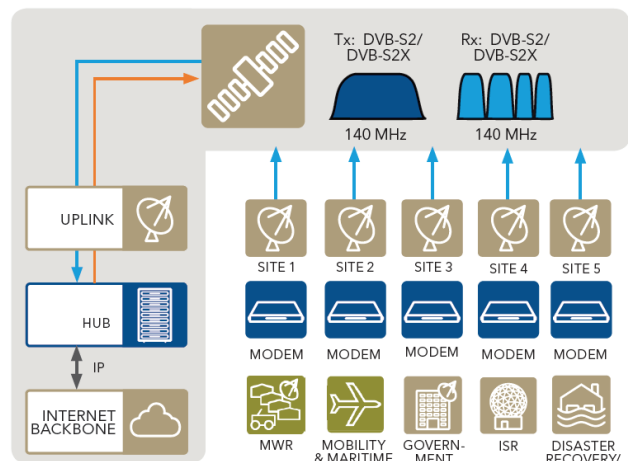 Tx: DVB-S2/
DVB-S2X
Rx: DVB-S2/
DVB-S2X
140 MHz
140 MHz
UPLINK
HUB
IP
INTERNET
BACKBONE
SITE 1
SITE 2
SITE 3
SITE 4
SITE 5
MODEM
MODEM
MODEM
MODEM
MODEM
MWR
MOBILITY
& MARITIME
GOVERN-
MENT
ISR
DISASTER
RECOVERY/